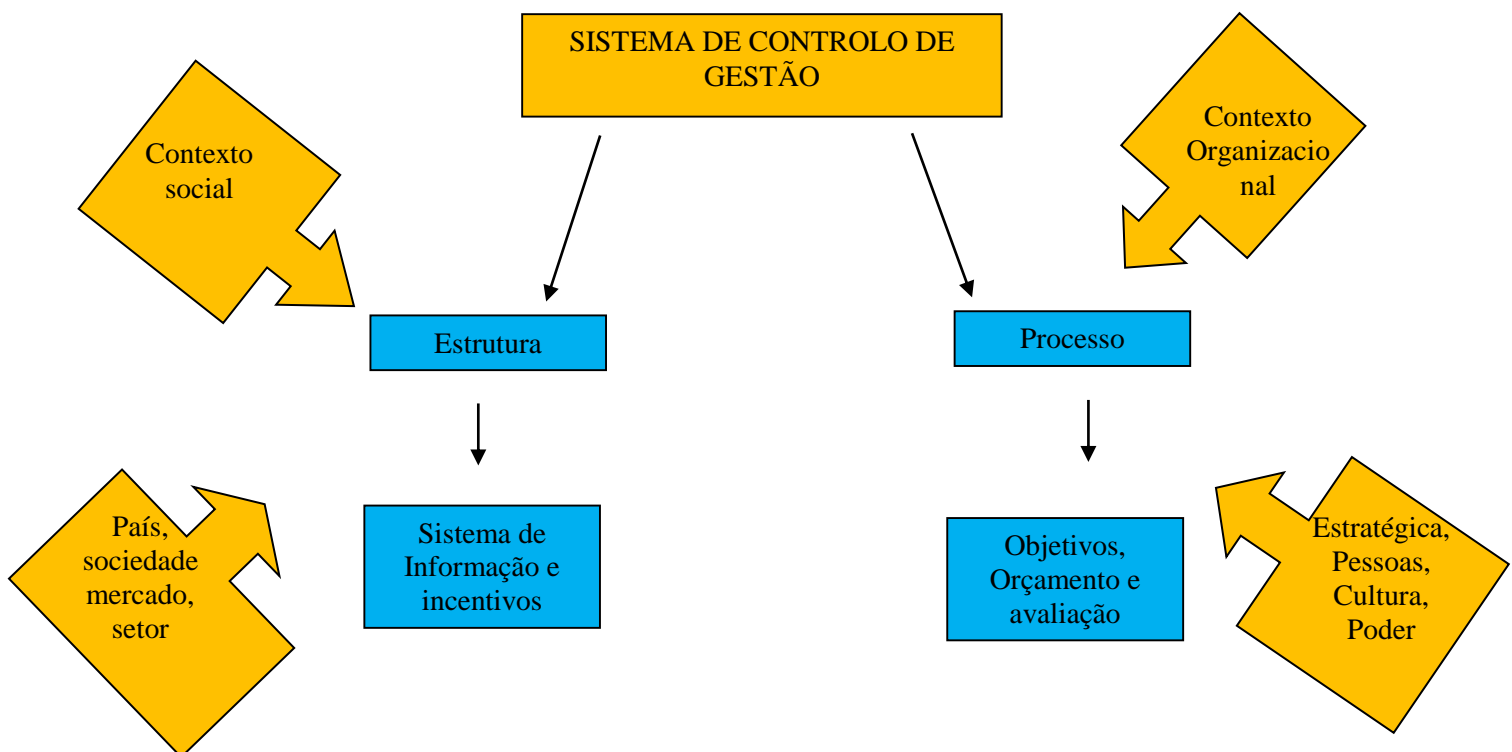 SISTEMA DE CONTROLO DE
GESTÃO
Contexto
social
Contexto
Organizacio
nal
Estrutura
Processo
País,
sociedade
mercado,
setor
Sistema de
Informação e
incentivos
Objetivos,
Orçamento e
avaliação
Estratégica,
Pessoas,
Cultura,
Poder